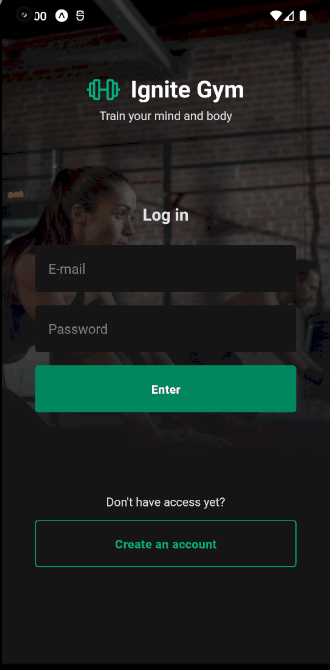 Ignite Gym
Train your mind and body
Log in
E-mail
Password
Enter
Don't have access yet?
Create an account